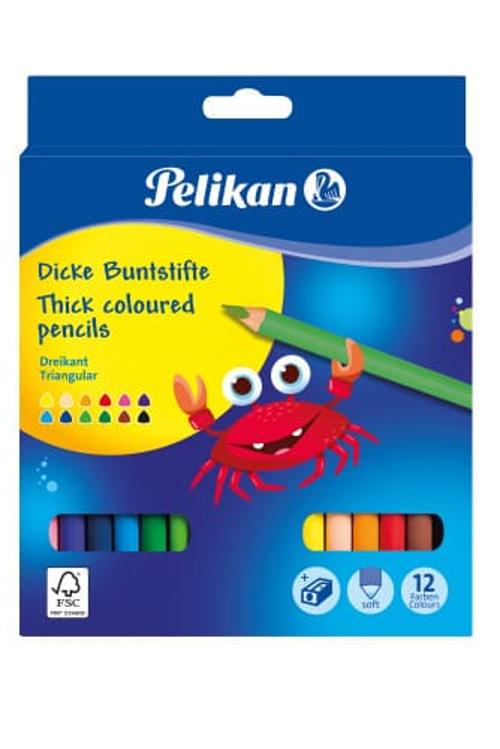 Pelikan
Dicke Buntstifte
Thick coloured
pencils
Dreikant
Triangular
FSC
+
soft
12
Farben
Colours